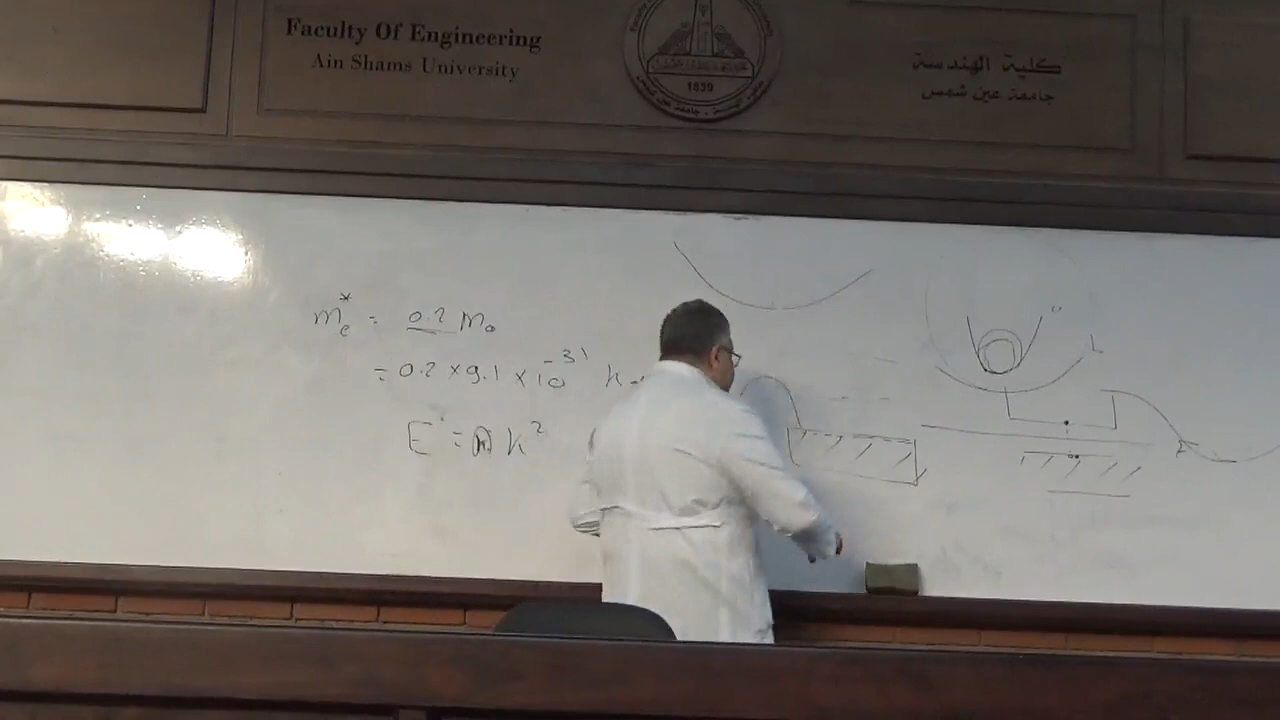 Faculty Of Engineering
Ain Shams University
1839
كلية الهندسة
جامعة عين شمس
m*e = 0.2 m0
= 0.2 × 9.1 × 10^-31 k
E = A k^2